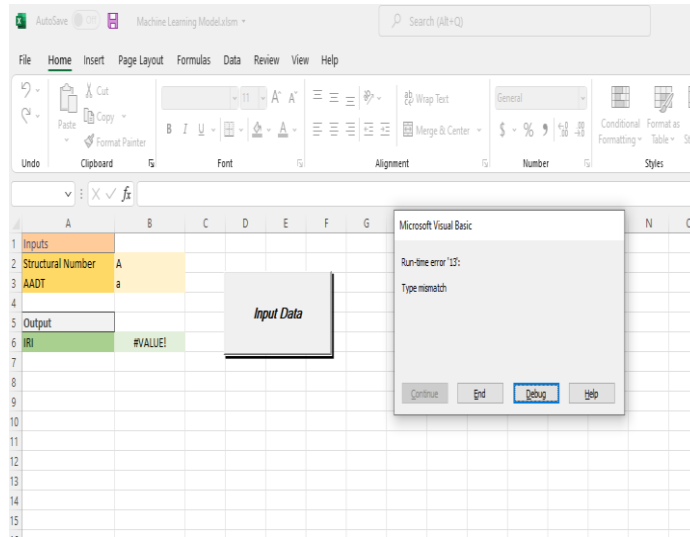 AutoSave Off Machine Learning Model.xlsm Search (Alt+Q)
File Home Insert Page Layout Formulas Data Review View Help
Cut
Copy
Format Painter
Paste
11 A^ A˅
B I U A
Wrap Text
Merge & Center
General
$ % 9
Conditional Formatting
Format as Table
Undo Clipboard Font Alignment Number Styles
fx
A B C D E F G N
1 Inputs
2 Structural Number A
3 AADT a
4
5 Output
6 IRI #VALUE!
7
8
9
10
11
12
13
14
15
Input Data
Microsoft Visual Basic
Run-time error '13':
Type mismatch
Continue End Debug Help